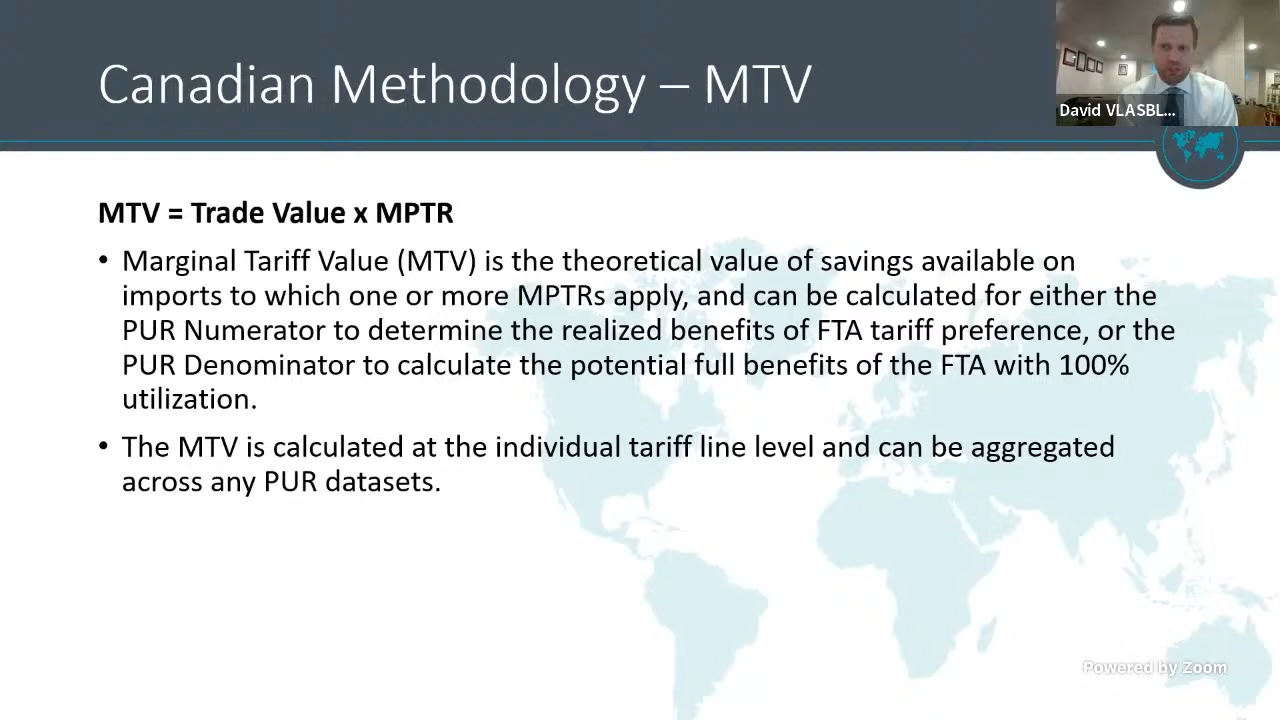 Canadian Methodology – MTV
David VLASBL...
MTV = Trade Value x MPTR
• Marginal Tariff Value (MTV) is the theoretical value of savings available on
imports to which one or more MPTRs apply, and can be calculated for either the
PUR Numerator to determine the realized benefits of FTA tariff preference, or the
PUR Denominator to calculate the potential full benefits of the FTA with 100%
utilization.
• The MTV is calculated at the individual tariff line level and can be aggregated
across any PUR datasets.
Powered by Zoom